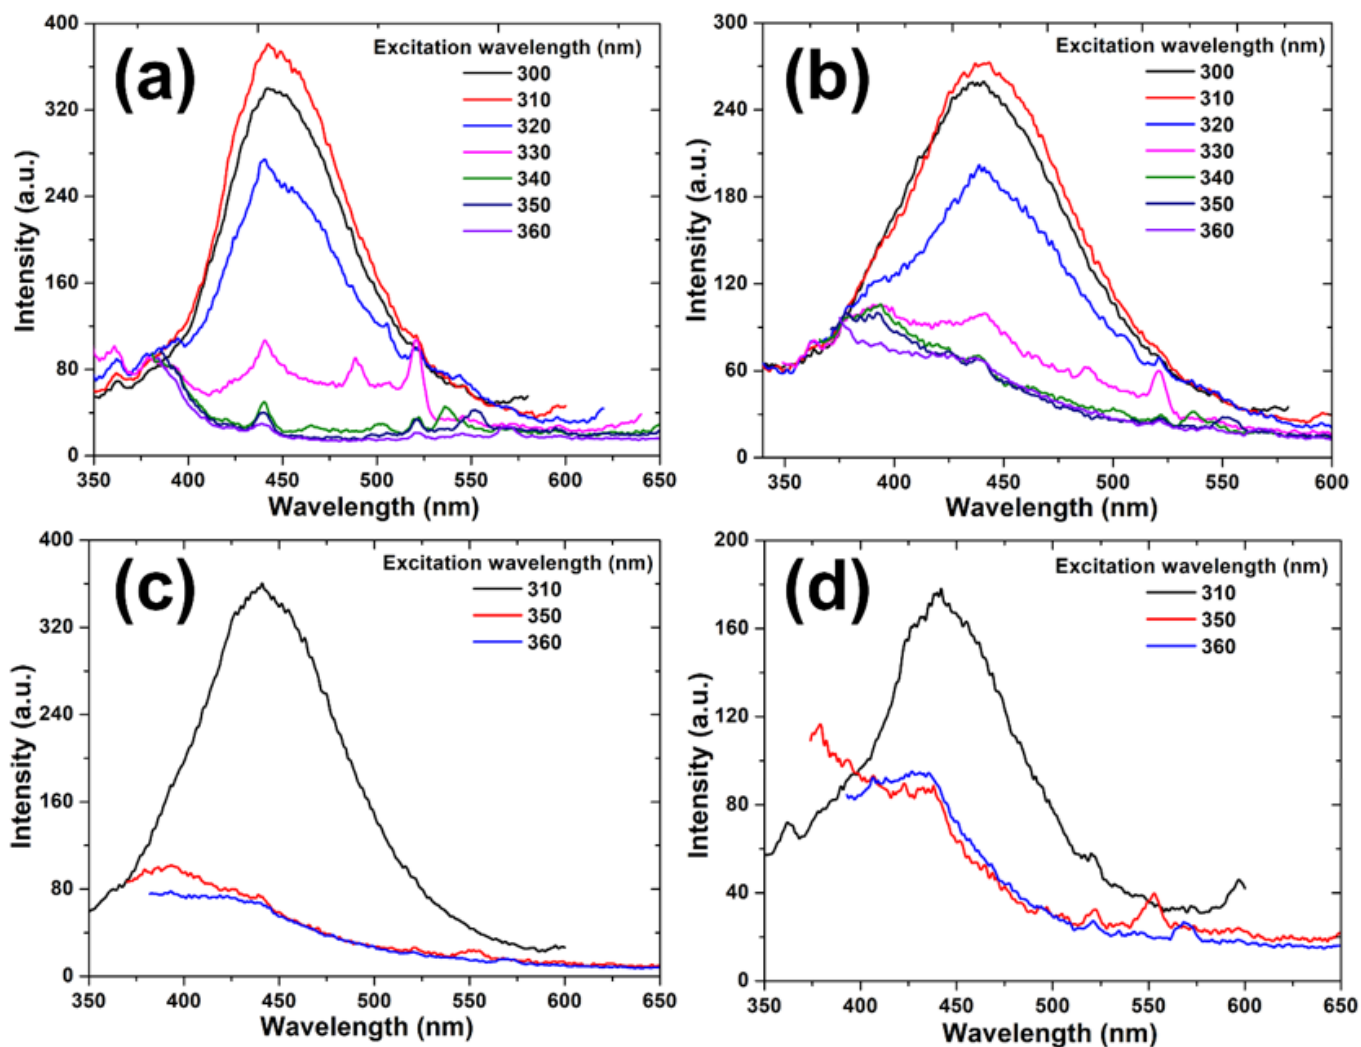 (a)
Excitation wavelength (nm)
300
310
320
330
340
350
360
Intensity (a.u.)
400
320
240
160
80
0
350 400 450 500 550 600 650
Wavelength (nm)
(b)
Excitation wavelength (nm)
300
310
320
330
340
350
360
Intensity (a.u.)
300
240
180
120
60
0
350 400 450 500 550 600
Wavelength (nm)
(c)
Excitation wavelength (nm)
310
350
360
Intensity (a.u.)
400
320
240
160
80
0
350 400 450 500 550 600 650
Wavelength (nm)
(d)
Excitation wavelength (nm)
310
350
360
Intensity (a.u.)
200
160
120
80
40
0
350 400 450 500 550 600 650
Wavelength (nm)